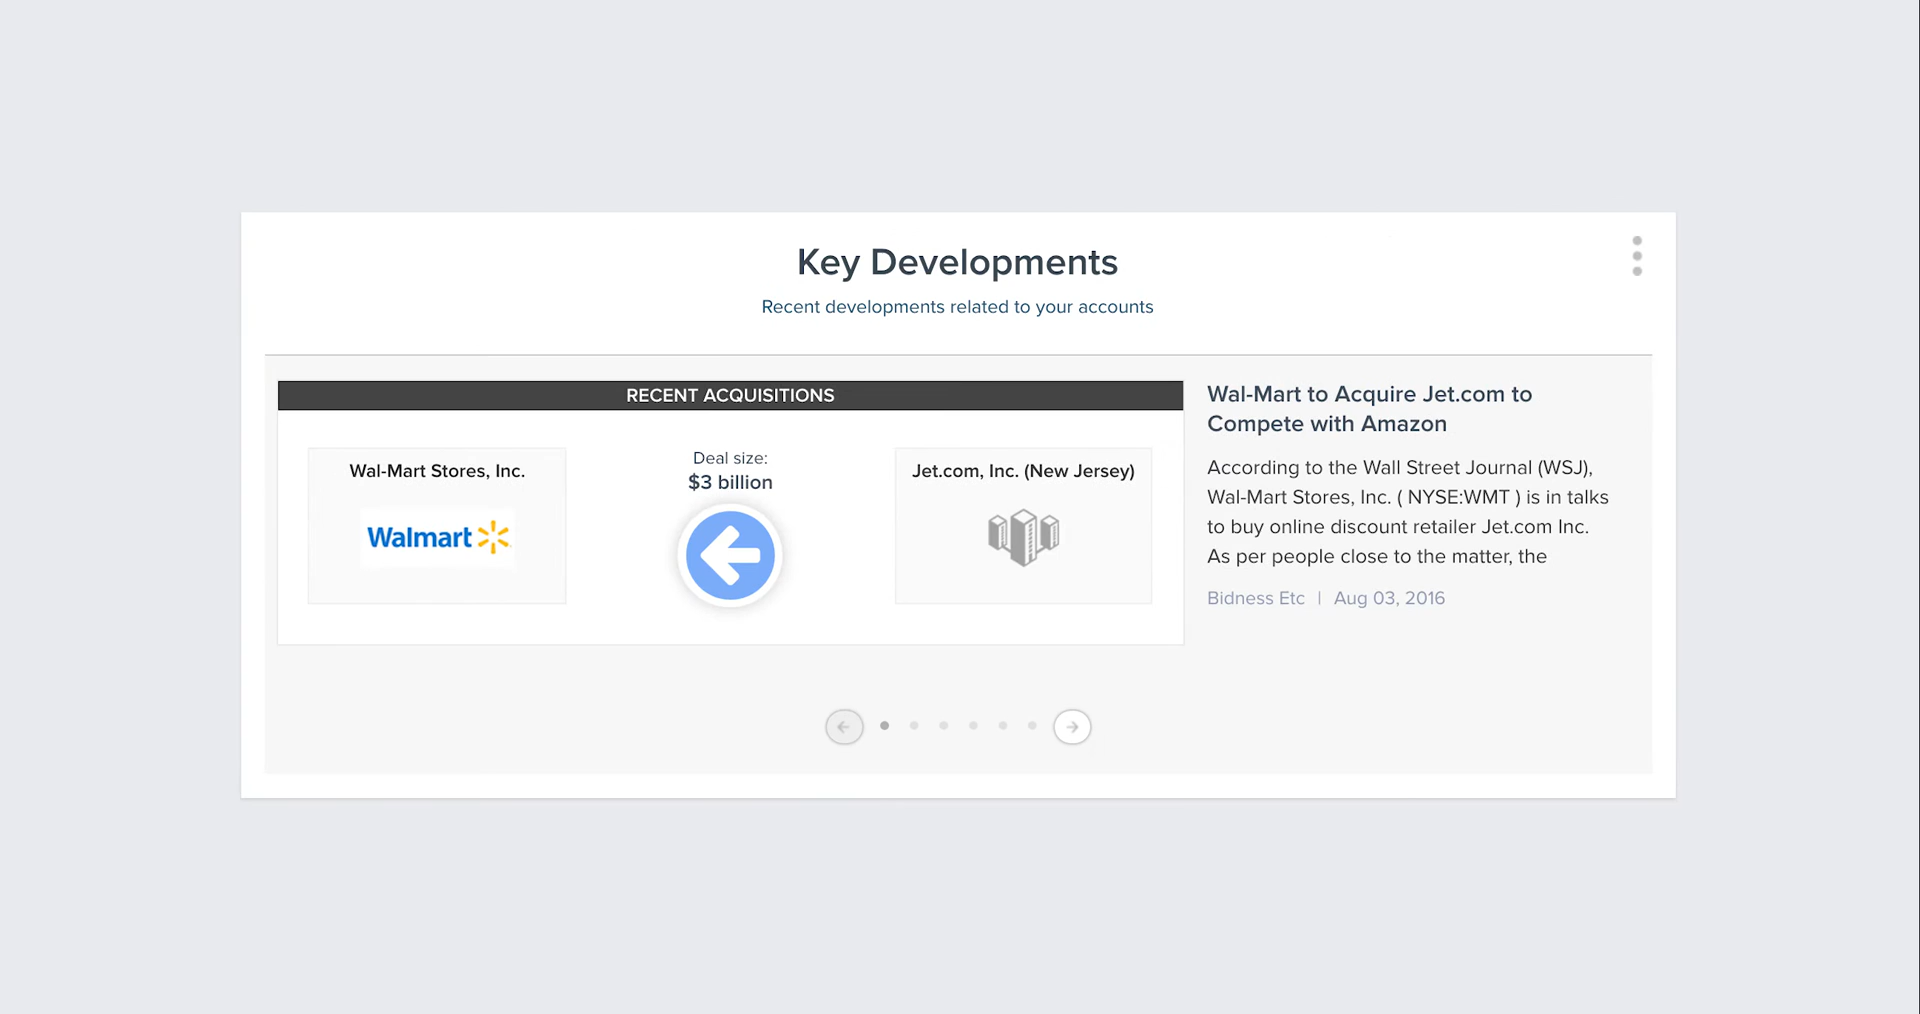 Key Developments
Recent developments related to your accounts
RECENT ACQUISITIONS
Wal-Mart Stores, Inc.
Walmart
Deal size:
$3 billion
Jet.com, Inc. (New Jersey)
Wal-Mart to Acquire Jet.com to
Compete with Amazon
According to the Wall Street Journal (WSJ),
Wal-Mart Stores, Inc. ( NYSE:WMT ) is in talks
to buy online discount retailer Jet.com Inc.
As per people close to the matter, the
Bidness Etc | Aug 03, 2016